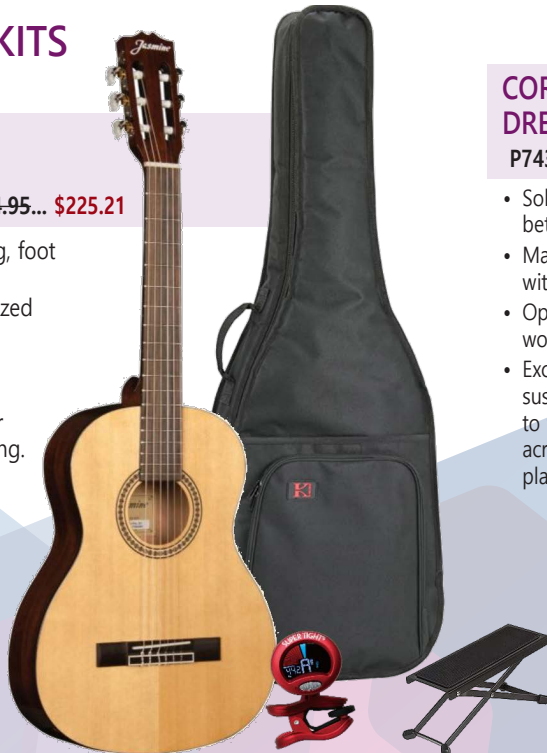 KITS
Jasmine
.95... $225.21
g, foot
zed
r
ng.
SUPER TIGHT
A
K
COR
DRE
P743
• Sol
bet
• Ma
wit
• Op
wo
• Exc
sus
to
acr
pla